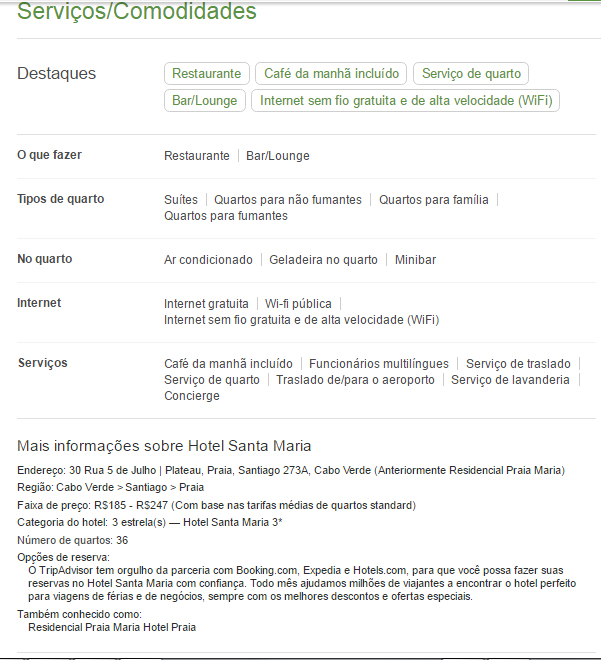 Serviços/Comodidades
Destaques
Restaurante Café da manhã incluído Serviço de quarto
Bar/Lounge Internet sem fio gratuita e de alta velocidade (WiFi)
O que fazer Restaurante | Bar/Lounge
Tipos de quarto Suítes | Quartos para não fumantes | Quartos para família |
Quartos para fumantes
No quarto Ar condicionado | Geladeira no quarto | Minibar
Internet Internet gratuita | Wi-fi pública |
Internet sem fio gratuita e de alta velocidade (WiFi)
Serviços Café da manhã incluído | Funcionários multilíngues | Serviço de traslado |
Serviço de quarto | Traslado de/para o aeroporto | Serviço de lavanderia |
Concierge
Mais informações sobre Hotel Santa Maria
Endereço: 30 Rua 5 de Julho | Plateau, Praia, Santiago 273A, Cabo Verde (Anteriormente Residencial Praia Maria)
Região: Cabo Verde > Santiago > Praia
Faixa de preço: R$185 - R$247 (Com base nas tarifas médias de quartos standard)
Categoria do hotel: 3 estrela(s) — Hotel Santa Maria 3*
Número de quartos: 36
Opções de reserva:
O TripAdvisor tem orgulho da parceria com Booking.com, Expedia e Hotels.com, para que você possa fazer suas
reservas no Hotel Santa Maria com confiança. Todo mês ajudamos milhões de viajantes a encontrar o hotel perfeito
para viagens de férias e de negócios, sempre com os melhores descontos e ofertas especiais.
Também conhecido como:
Residencial Praia Maria Hotel Praia